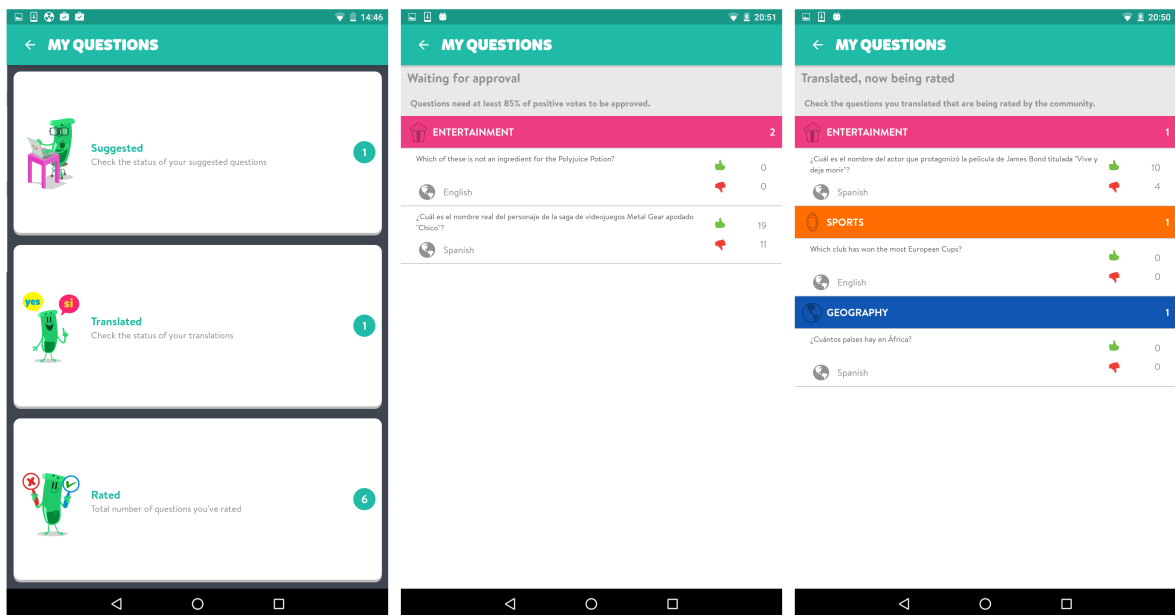 14:46
MY QUESTIONS
Suggested
Check the status of your suggested questions
1
yes
si
Translated
Check the status of your translations
1
Rated
Total number of questions you've rated
6
20:51
MY QUESTIONS
Waiting for approval
Questions need at least 85% of positive votes to be approved.
ENTERTAINMENT 2
Which of these is not an ingredient for the Polyjuice Potion?
0
English
0
¿Cuál es el nombre real del personaje de la saga de videojuegos Metal Gear apodado
"Chico"?
19
Spanish
11
20:50
MY QUESTIONS
Translated, now being rated
Check the questions you translated that are being rated by the community.
ENTERTAINMENT 1
¿Cuál es el nombre del actor que protagonizó la película de James Bond titulada "Vive y
deja morir"?
10
Spanish
4
SPORTS 1
Which club has won the most European Cups?
0
English
0
GEOGRAPHY 1
¿Cuántos países hay en África?
0
Spanish
0